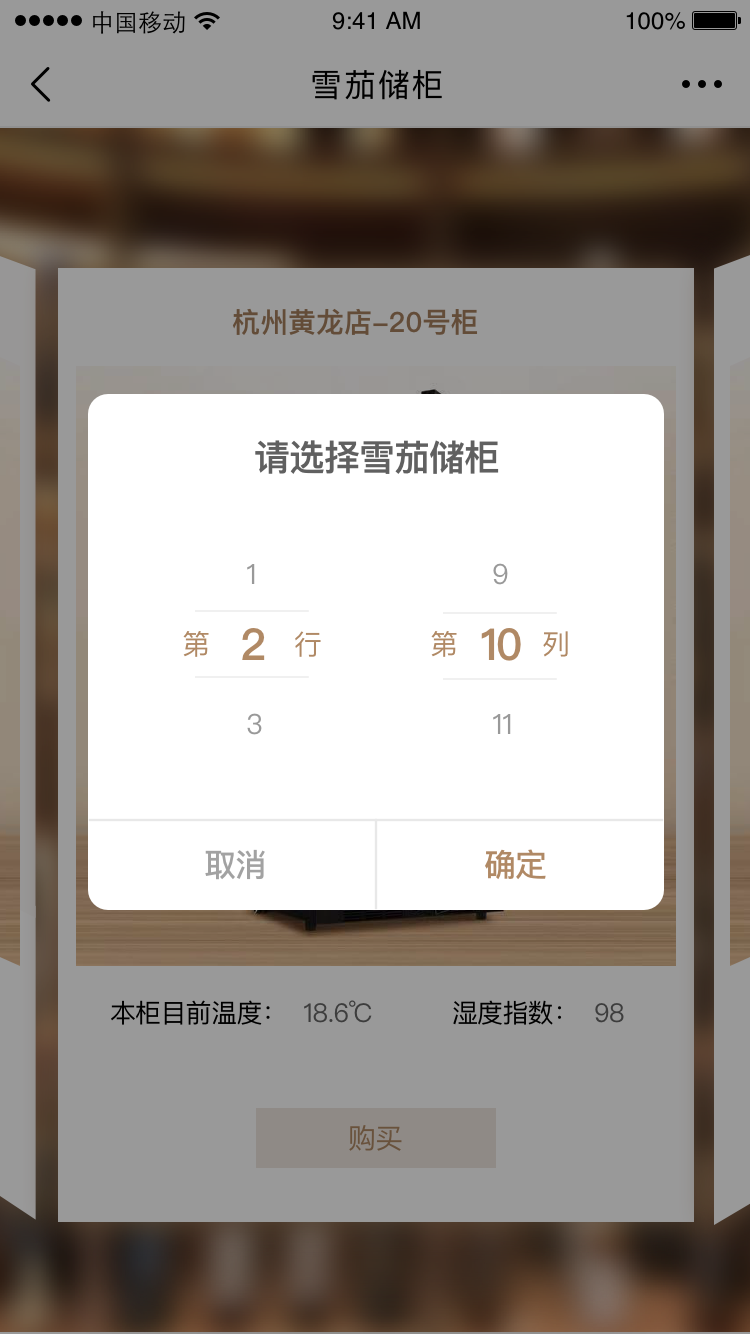 中国移动 9:41 AM 100%
雪茄储柜
杭州黄龙店-20号柜
请选择雪茄储柜
1 9
第 2 行 第 10 列
3 11
取消 确定
本柜目前温度： 18.6℃ 湿度指数： 98
购买